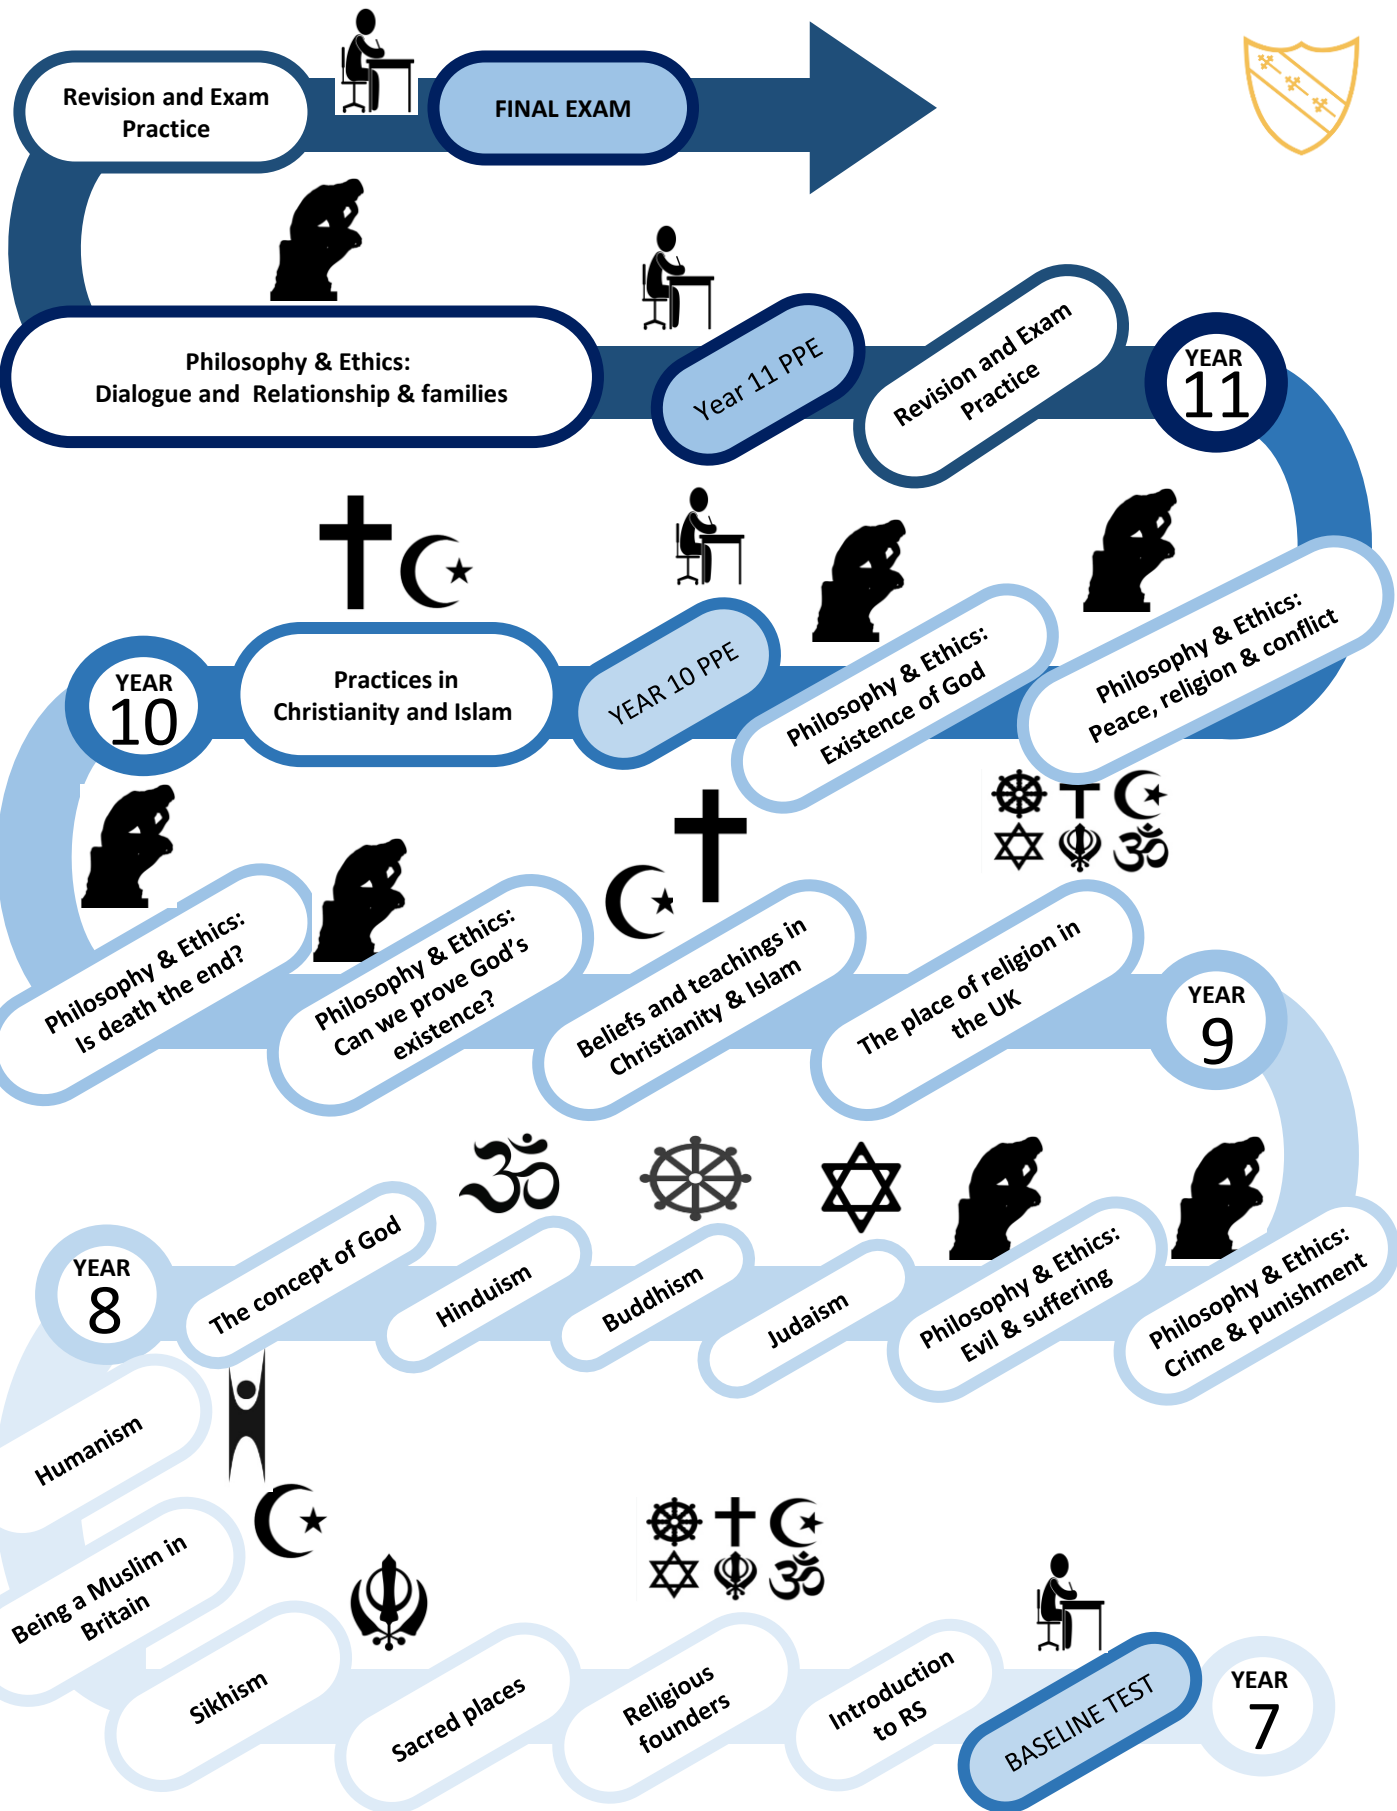 Revision and Exam
Practice
FINAL EXAM
Philosophy & Ethics:
Dialogue and Relationship & families
Year 11 PPE
Revision and Exam
Practice
YEAR
11
YEAR
10
Practices in
Christianity and Islam
YEAR 10 PPE
Philosophy & Ethics:
Existence of God
Philosophy & Ethics:
Peace, religion & conflict
Philosophy & Ethics:
Is death the end?
Philosophy & Ethics:
Can we prove God's
existence?
Beliefs and teachings in
Christianity & Islam
The place of religion in
the UK
YEAR
9
YEAR
8
The concept of God
Hinduism
Buddhism
Judaism
Philosophy & Ethics:
Evil & suffering
Philosophy & Ethics:
Crime & punishment
Humanism
Being a Muslim in
Britain
Sikhism
Sacred places
Religious
founders
Introduction
to RS
BASELINE TEST
YEAR
7